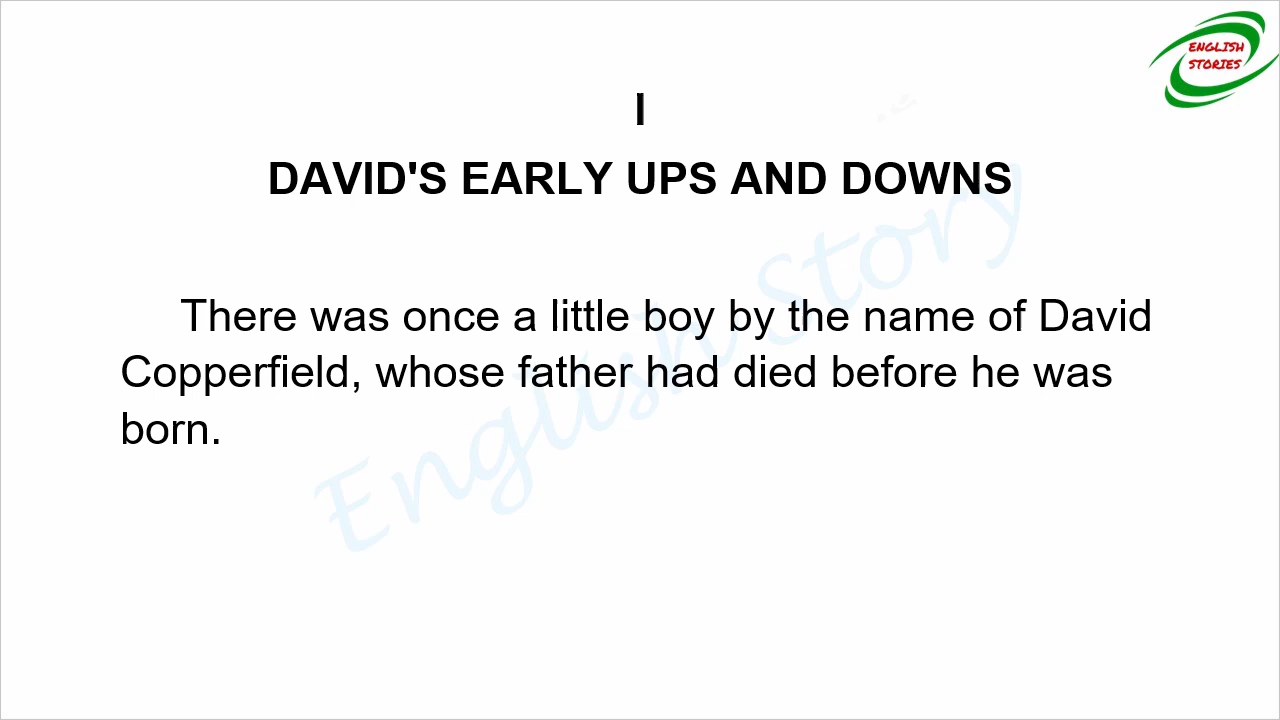 ENGLISH
STORIES
I
DAVID'S EARLY UPS AND DOWNS
There was once a little boy by the name of David
Copperfield, whose father had died before he was
born.
English Story